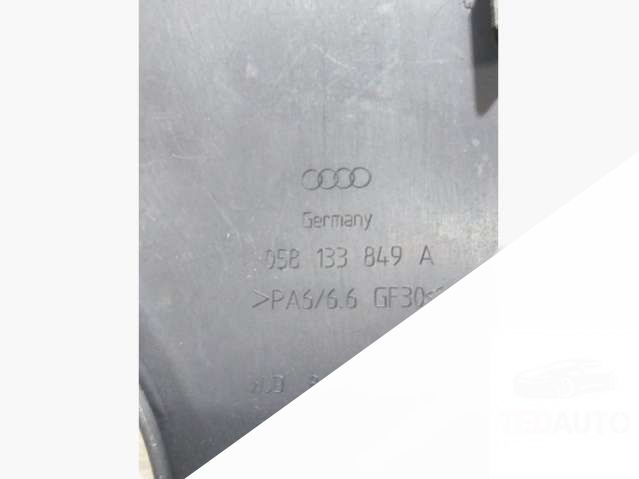 Germany
058 133 849 A
>PA6/6.6 GF30<
TEDAUTO